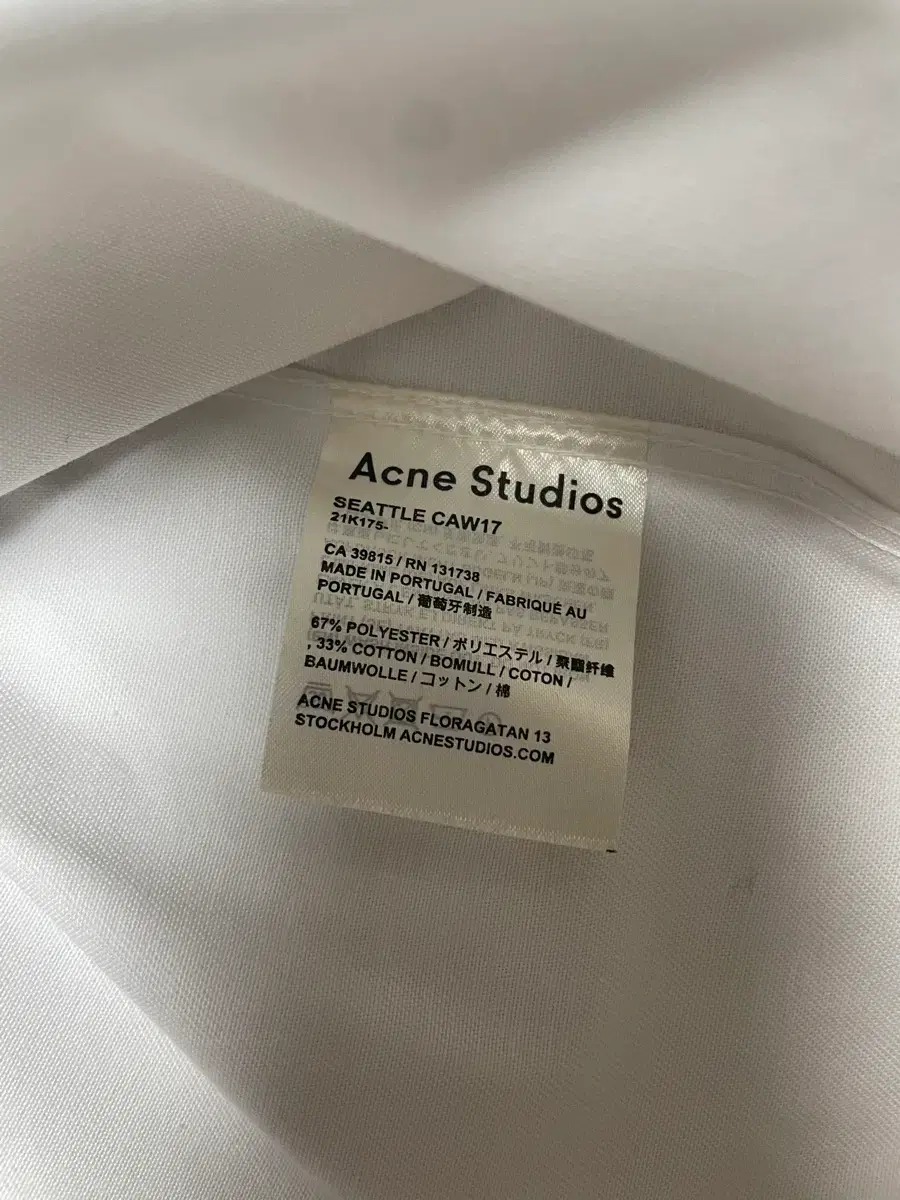 Acne Studios
SEATTLE CAW17
21K175-
CA 39815 / RN 131738
MADE IN PORTUGAL / FABRIQUÉ AU
PORTUGAL / 葡萄牙制造
67% POLYESTER / ポリエステル / 聚酯纤维
, 33% COTTON / BOMULL / COTON /
BAUMWOLLE / コットン / 棉
ACNE STUDIOS FLORAGATAN 13
STOCKHOLM ACNESTUDIOS.COM